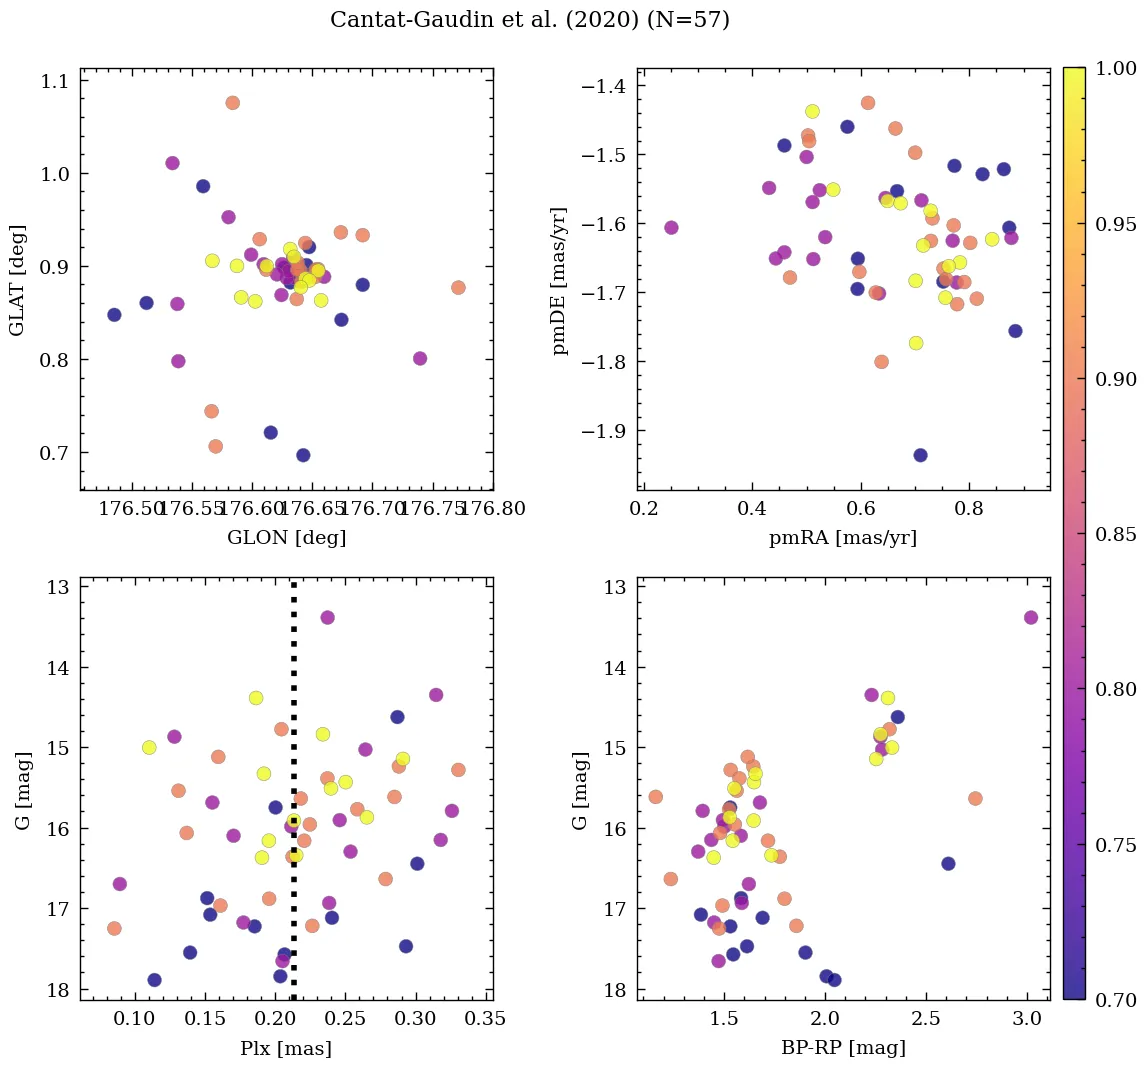 Cantat-Gaudin et al. (2020) (N=57)
1.1
1.0
0.9
0.8
0.7
GLAT [deg]
176.50 176.55 176.60 176.65 176.70 176.75 176.80
GLON [deg]
−1.4
−1.5
−1.6
−1.7
−1.8
−1.9
pmDE [mas/yr]
0.2 0.4 0.6 0.8
pmRA [mas/yr]
13
14
15
16
17
18
G [mag]
0.10 0.15 0.20 0.25 0.30 0.35
Plx [mas]
13
14
15
16
17
18
G [mag]
1.5 2.0 2.5 3.0
BP-RP [mag]
1.00
0.95
0.90
0.85
0.80
0.75
0.70